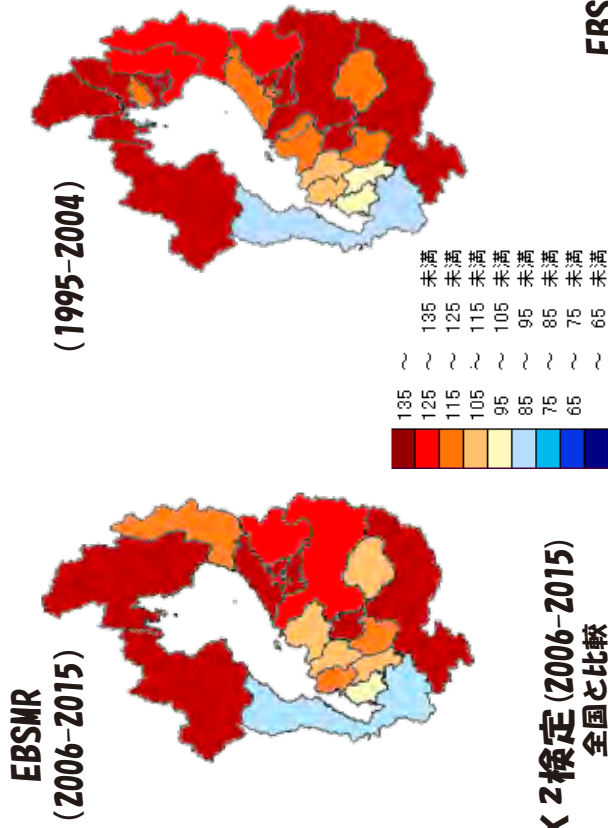 EBSMR
(2006-2015)
(1995-2004)
135 ～
125 ～ 135 未満
115 ～ 125 未満
105 ～ 115 未満
95 ～ 105 未満
85 ～ 95 未満
75 ～ 85 未満
65 ～ 75 未満
～ 65 未満
2検定(2006-2015)
全国と比較
EBS